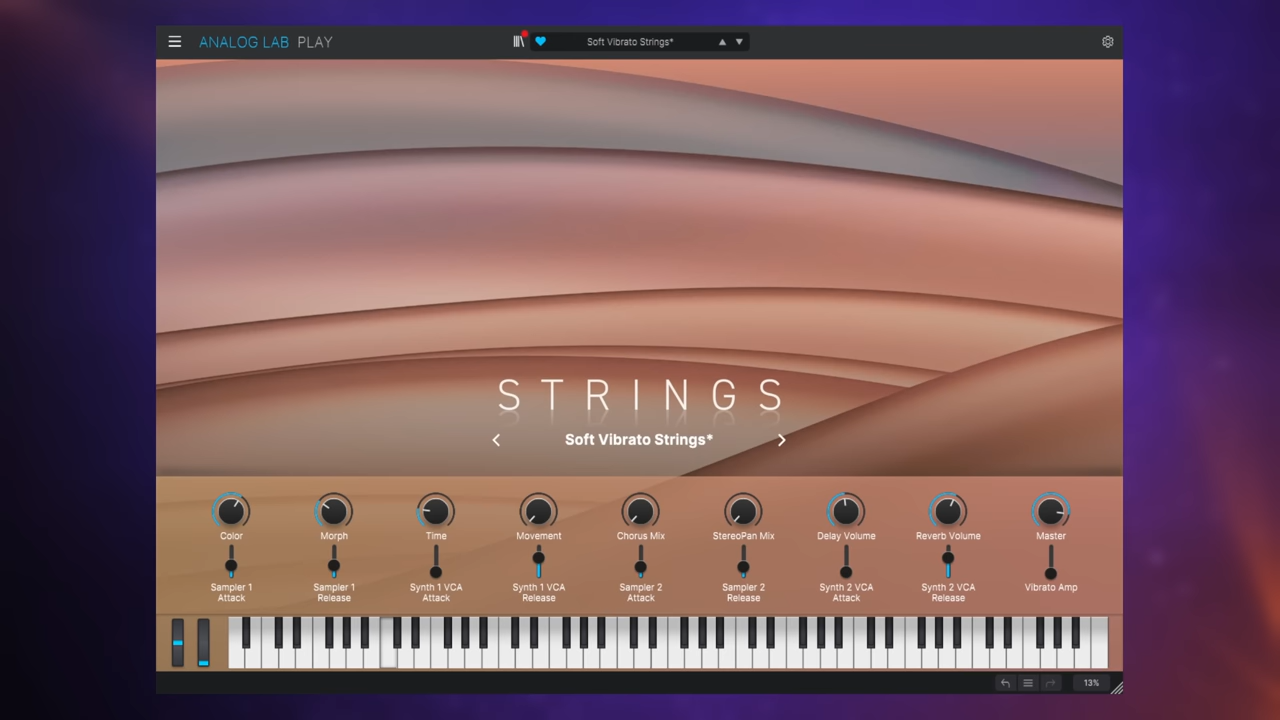 ANALOG LAB PLAY
Soft Vibrato Strings*
STRINGS
Soft Vibrato Strings*
Color
Morph
Time
Movement
Chorus Mix
StereoPan Mix
Delay Volume
Reverb Volume
Master
Sampler 1
Attack
Sampler 1
Release
Synth 1 VCA
Attack
Synth 1 VCA
Release
Sampler 2
Attack
Sampler 2
Release
Synth 2 VCA
Attack
Synth 2 VCA
Release
Vibrato Amp
13%